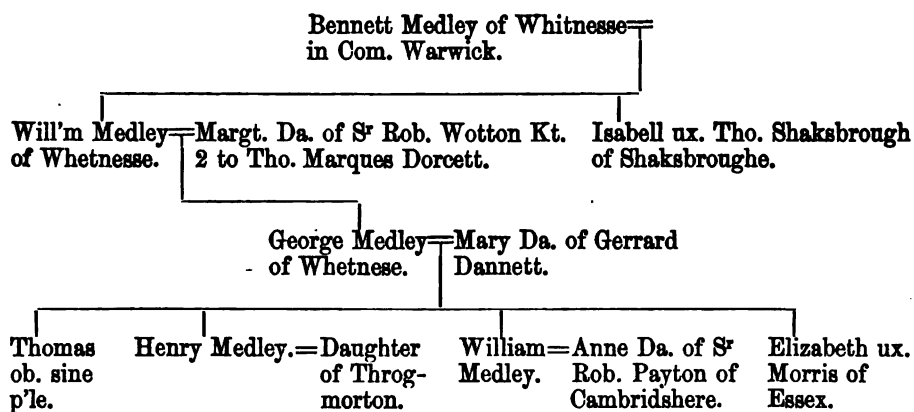 Bennett Medley of Whitnesse=
in Com. Warwick.
Will'm Medley=Margt. Da. of Sʳ Rob. Wotton Kt.
of Whetnesse. 2 to Tho. Marques Dorcett.
Isabell ux. Tho. Shaksbrough
of Shaksbroughe.
George Medley=Mary Da. of Gerrard
of Whetnese. Dannett.
Thomas
ob. sine
p'le.
Henry Medley.=Daughter
of Throg-
morton.
William=Anne Da. of Sʳ
Medley. Rob. Payton of
Cambridshere.
Elizabeth ux.
Morris of
Essex.